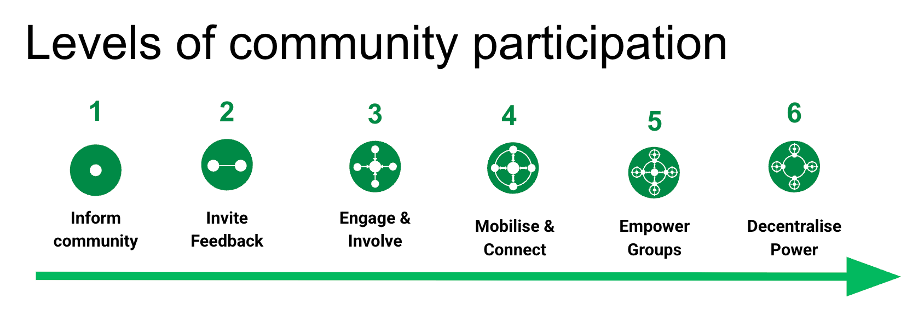 Levels of community participation
1
2
3
4
5
6
Inform
community
Invite
Feedback
Engage &
Involve
Mobilise &
Connect
Empower
Groups
Decentralise
Power